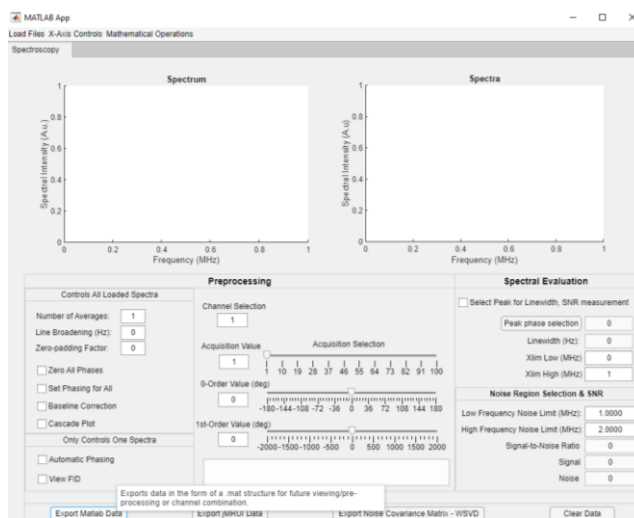 MATLAB App
Load Files X-Axis Controls Mathematical Operations
Spectroscopy
Spectrum
1
0.8
0.6
0.4
0.2
0
0 0.2 0.4 0.6 0.8 1
Spectral Intensity (A.u.)
Frequency (MHz)
Spectra
1
0.8
0.6
0.4
0.2
0
0 0.2 0.4 0.6 0.8 1
Spectral Intensity (A.u)
Frequency (MHz)
Preprocessing
Controls All Loaded Spectra
Number of Averages: 1
Line Broadening (Hz): 0
Zero-padding Factor: 0
Zero All Phases
Set Phasing for All
Baseline Correction
Cascade Plot
Only Controls One Spectra
Automatic Phasing
View FID
Channel Selection
1
Acquisition Value Acquisition Selection
1
1 10 19 28 37 46 55 64 73 82 91 100
0-Order Value (deg)
0
-180 -144 -108 -72 -36 0 36 72 108 144 180
1st-Order Value (deg)
0
-2000 -1500 -1000 -500 0 500 1000 1500 2000
Spectral Evaluation
Select Peak for Linewidth, SNR measurement
Peak phase selection 0
Linewidth (Hz): 0
Xlim Low (MHz) 0
Xlim High (MHz) 1
Noise Region Selection & SNR
Low Frequency Noise Limit (MHz): 1.0000
High Frequency Noise Limit (MHz): 2.0000
Signal-to-Noise Ratio 0
Signal 0
Noise 0
Exports data in the form of a .mat structure for future viewing/pre-
processing or channel combination.
Export Matlab Data Export jMRUI Data Export Noise Covariance Matrix - WSVD Clear Data